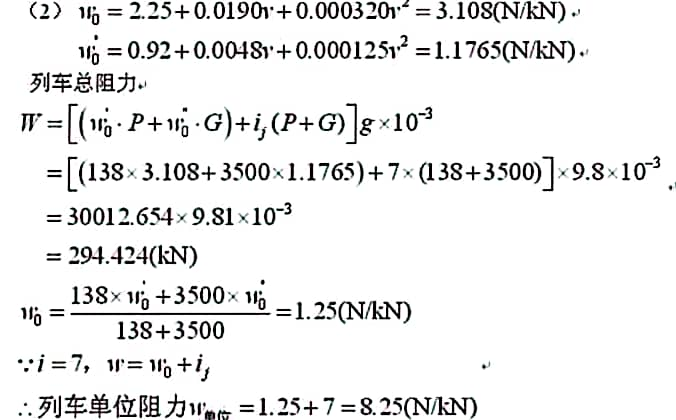 （2） w₀' = 2.25+0.0190v+0.000320v² = 3.108(N/kN)
w₀" = 0.92+0.0048v+0.000125v² = 1.1765(N/kN)
列车总阻力
W = [(w₀'·P+w₀"·G)+i_j(P+G)]g×10⁻³
= [(138×3.108+3500×1.1765)+7×(138+3500)]×9.8×10⁻³
= 30012.654×9.81×10⁻³
= 294.424(kN)
w₀ = (138×w₀'+3500×w₀")/(138+3500) = 1.25(N/kN)
∵i=7，w=w₀+i_j
∴列车单位阻力w单位=1.25+7=8.25(N/kN)